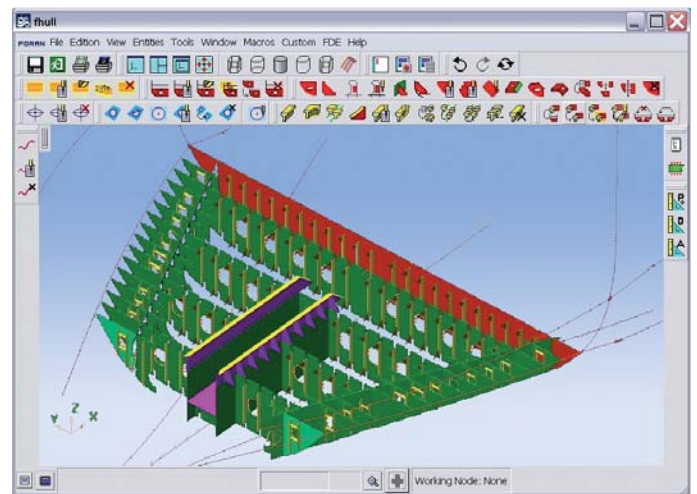 fhull
FORAN File Edition View Entities Tools Window Macros Custom FDE Help
Z
Y X
Working Node: None